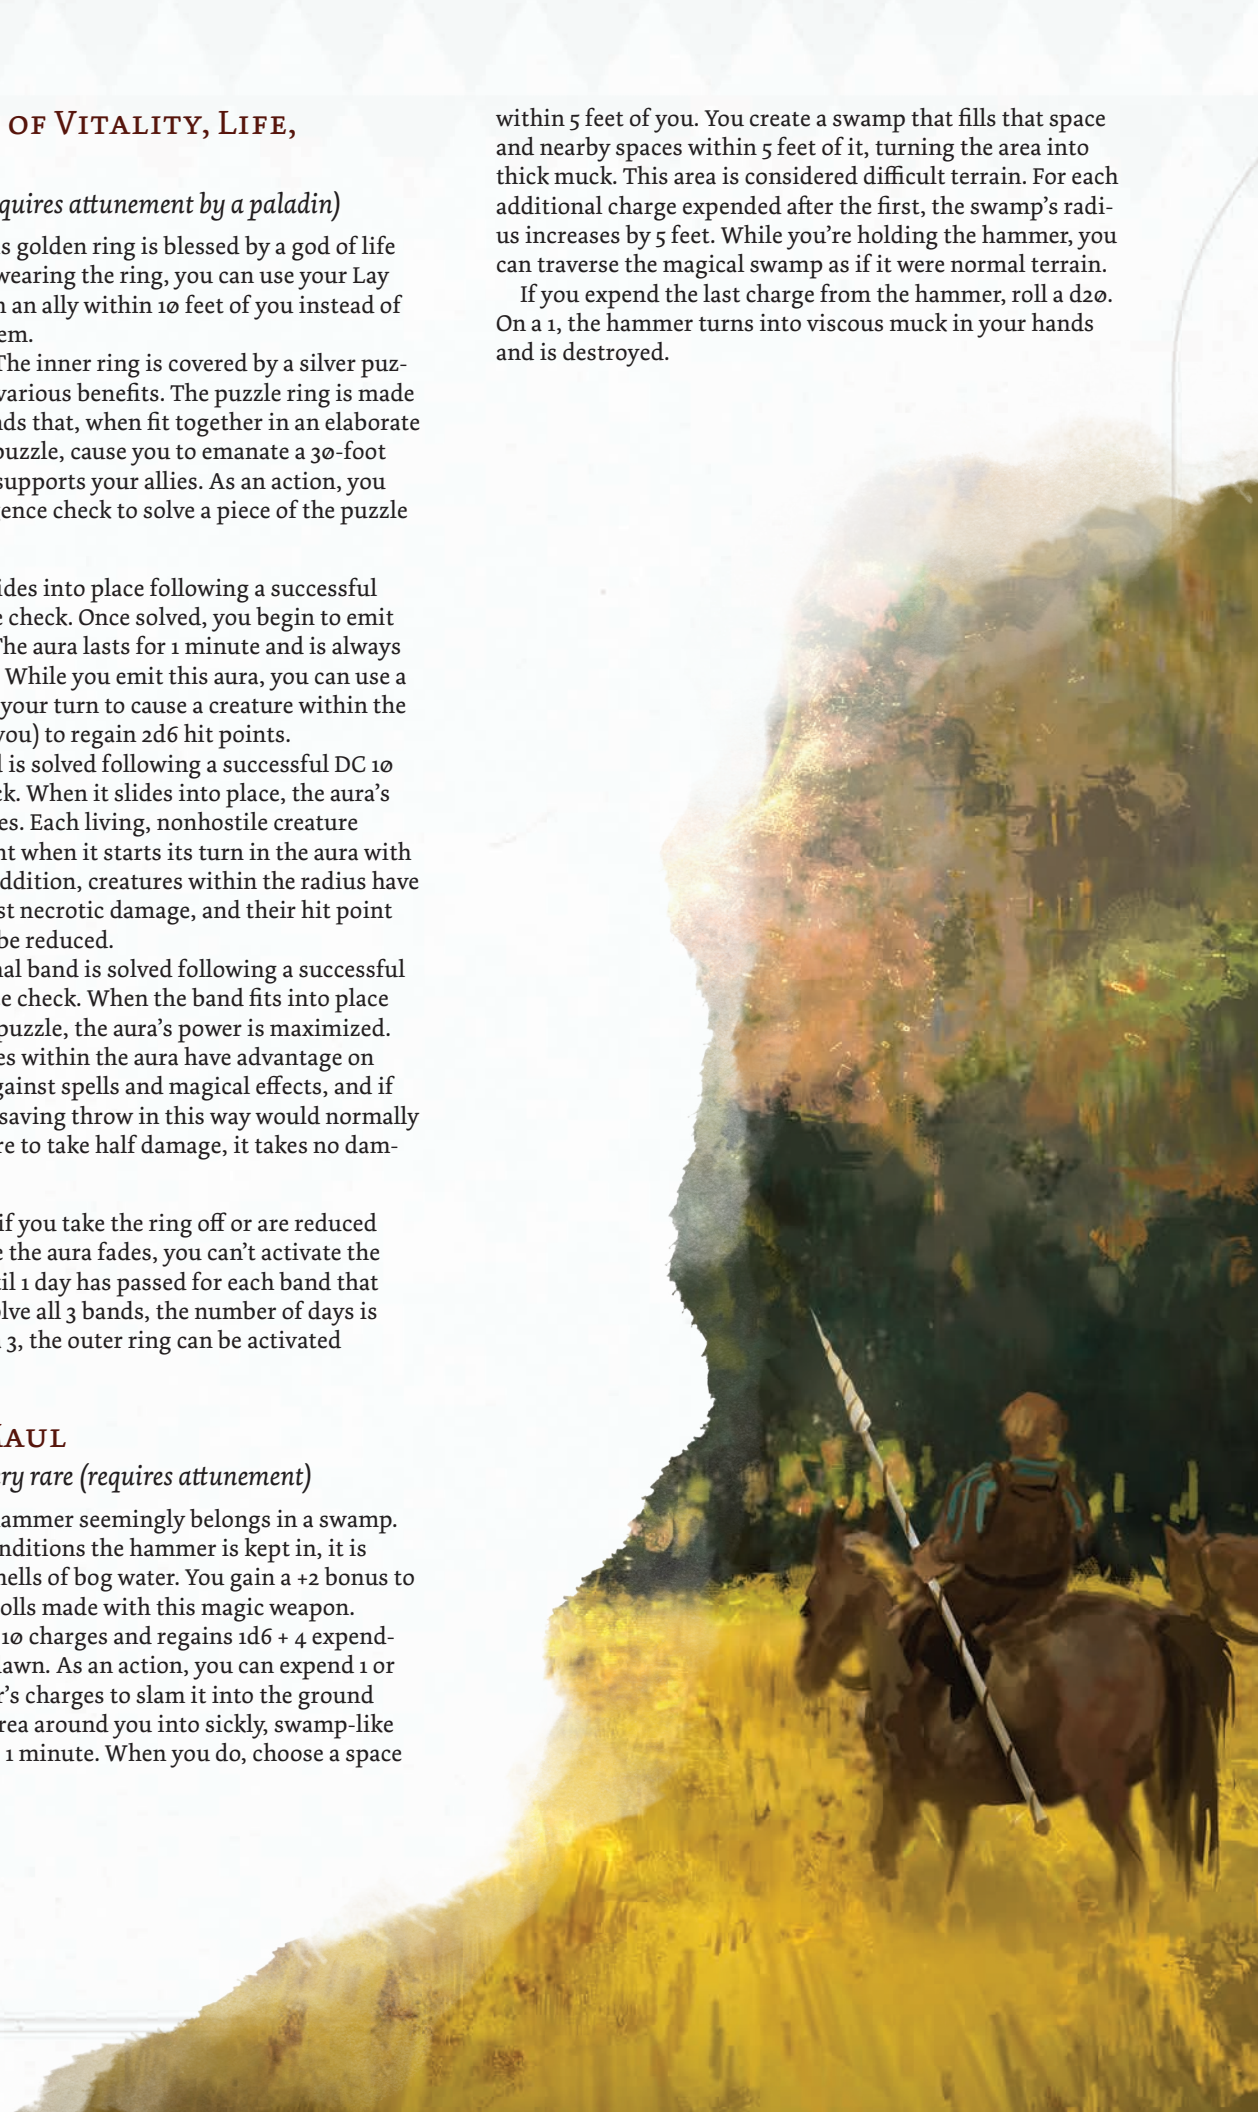 OF VITALITY, LIFE,
quires attunement by a paladin)
s golden ring is blessed by a god of life
wearing the ring, you can use your Lay
an ally within 10 feet of you instead of
em.
The inner ring is covered by a silver puz-
various benefits. The puzzle ring is made
nds that, when fit together in an elaborate
puzzle, cause you to emanate a 30-foot
supports your allies. As an action, you
ence check to solve a piece of the puzzle
ides into place following a successful
e check. Once solved, you begin to emit
The aura lasts for 1 minute and is always
While you emit this aura, you can use a
your turn to cause a creature within the
you) to regain 2d6 hit points.
l is solved following a successful DC 10
ck. When it slides into place, the aura's
es. Each living, nonhostile creature
nt when it starts its turn in the aura with
ddition, creatures within the radius have
st necrotic damage, and their hit point
be reduced.
nal band is solved following a successful
e check. When the band fits into place
puzzle, the aura's power is maximized.
es within the aura have advantage on
gainst spells and magical effects, and if
saving throw in this way would normally
re to take half damage, it takes no dam-
if you take the ring off or are reduced
e the aura fades, you can't activate the
til 1 day has passed for each band that
olve all 3 bands, the number of days is
3, the outer ring can be activated
MAUL
ery rare (requires attunement)
ammer seemingly belongs in a swamp.
nditions the hammer is kept in, it is
mells of bog water. You gain a +2 bonus to
olls made with this magic weapon.
10 charges and regains 1d6 + 4 expend-
dawn. As an action, you can expend 1 or
r's charges to slam it into the ground
rea around you into sickly, swamp-like
1 minute. When you do, choose a space
within 5 feet of you. You create a swamp that fills that space
and nearby spaces within 5 feet of it, turning the area into
thick muck. This area is considered difficult terrain. For each
additional charge expended after the first, the swamp's radi-
us increases by 5 feet. While you're holding the hammer, you
can traverse the magical swamp as if it were normal terrain.
If you expend the last charge from the hammer, roll a d20.
On a 1, the hammer turns into viscous muck in your hands
and is destroyed.